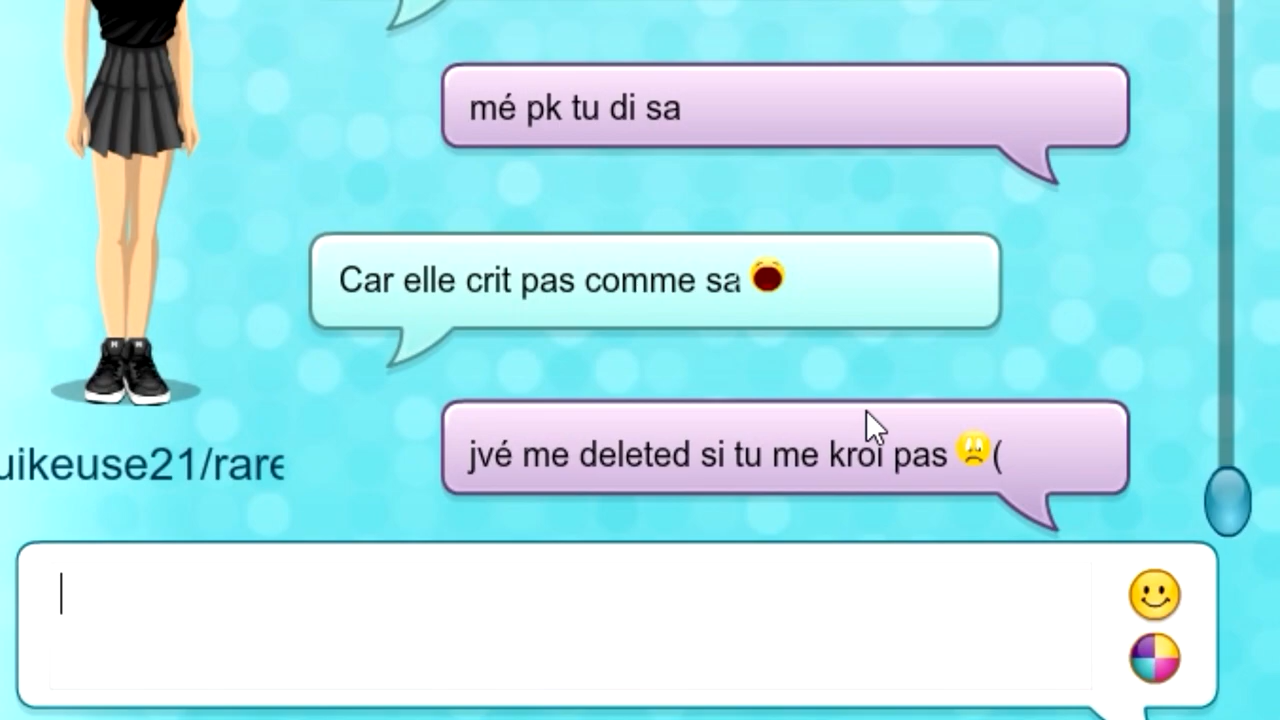 mé pk tu di sa
Car elle crit pas comme sa
jvé me deleted si tu me kroi pas (
uikeuse21/rare